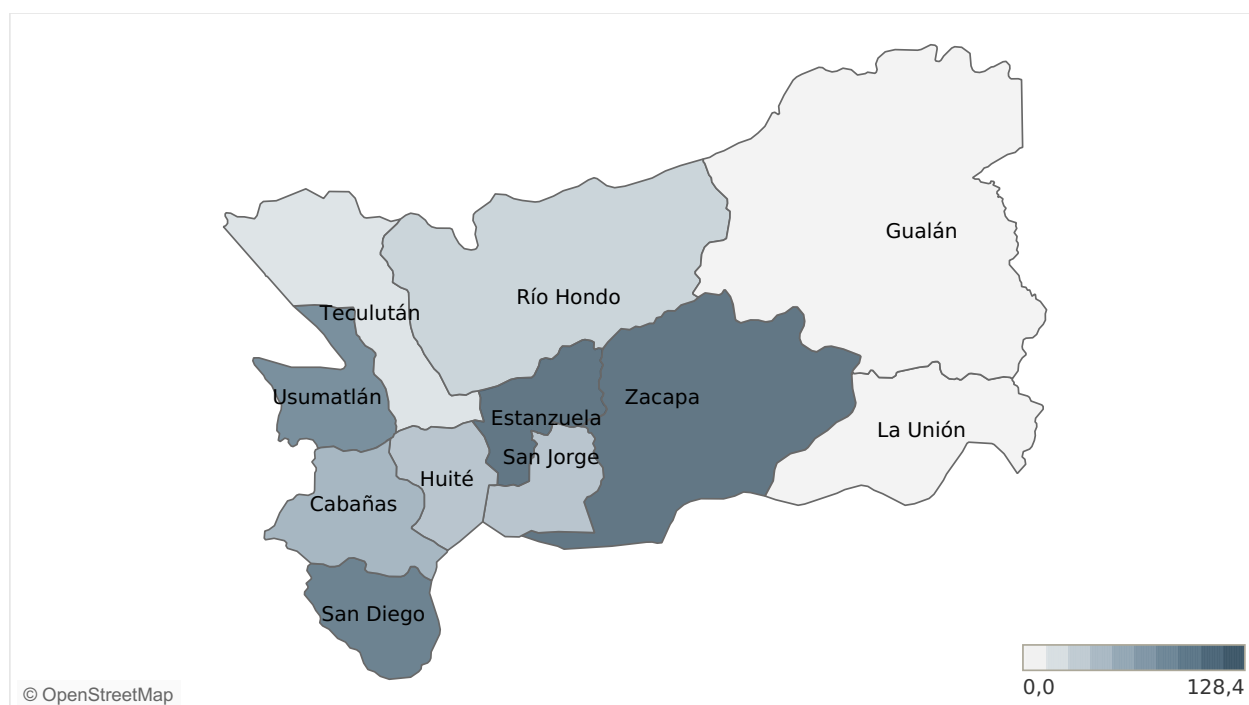 Gualán
Río Hondo
Teculután
Usumatlán
Zacapa
Estanzuela
La Unión
San Jorge
Huité
Cabañas
San Diego
0,0 128,4
© OpenStreetMap